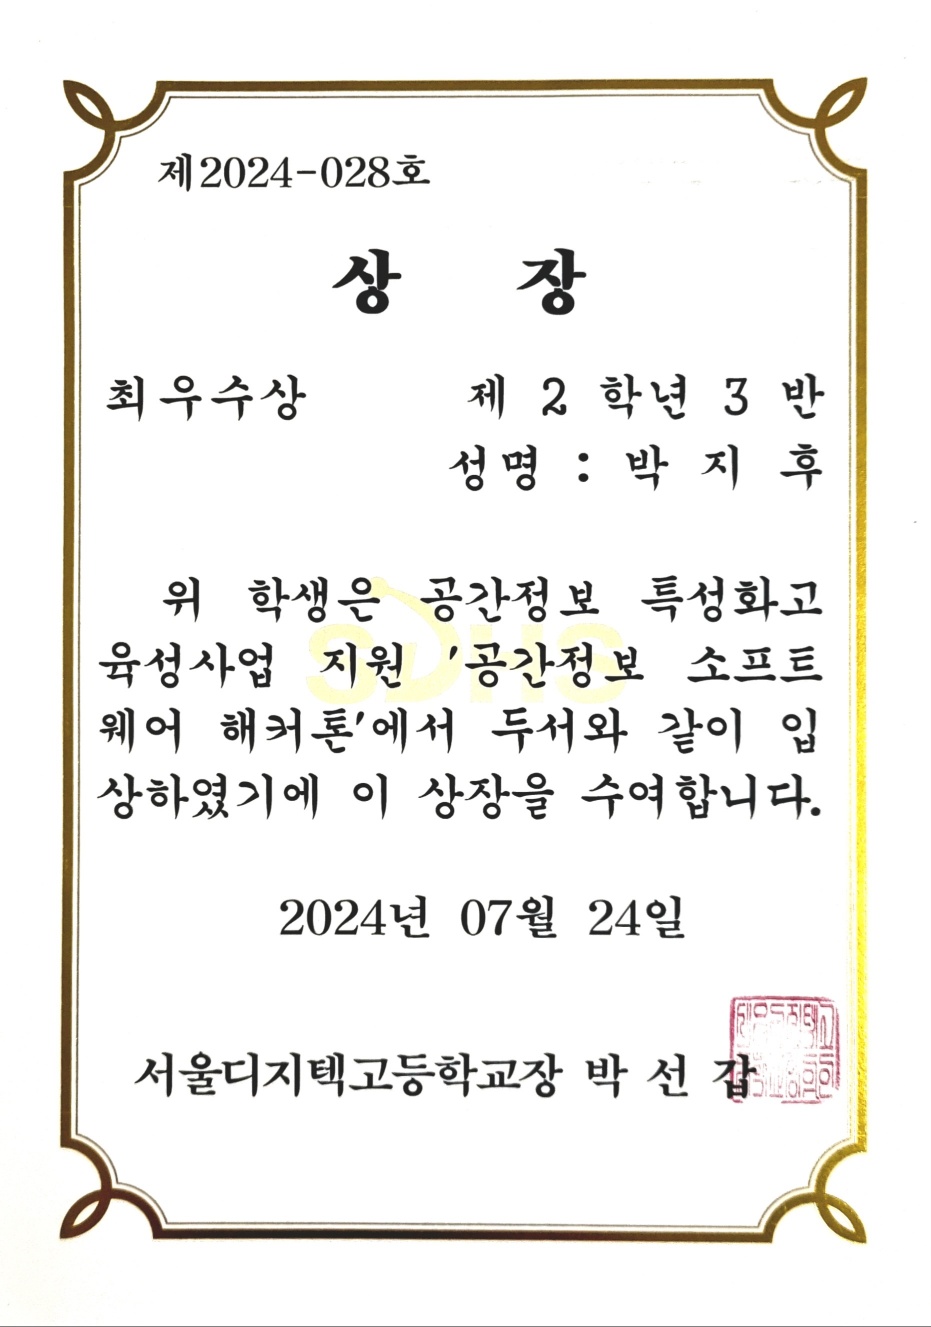 제2024-028호
상 장
최우수상 제 2 학년 3 반
성명 : 박 지 후
위 학생은 공간정보 특성화고
육성사업 지원 '공간정보 소프트
웨어 해커톤'에서 두서와 같이 입
상하였기에 이 상장을 수여합니다.
SDHS
2024년 07월 24일
서울디지텍고등학교장 박 선 갑